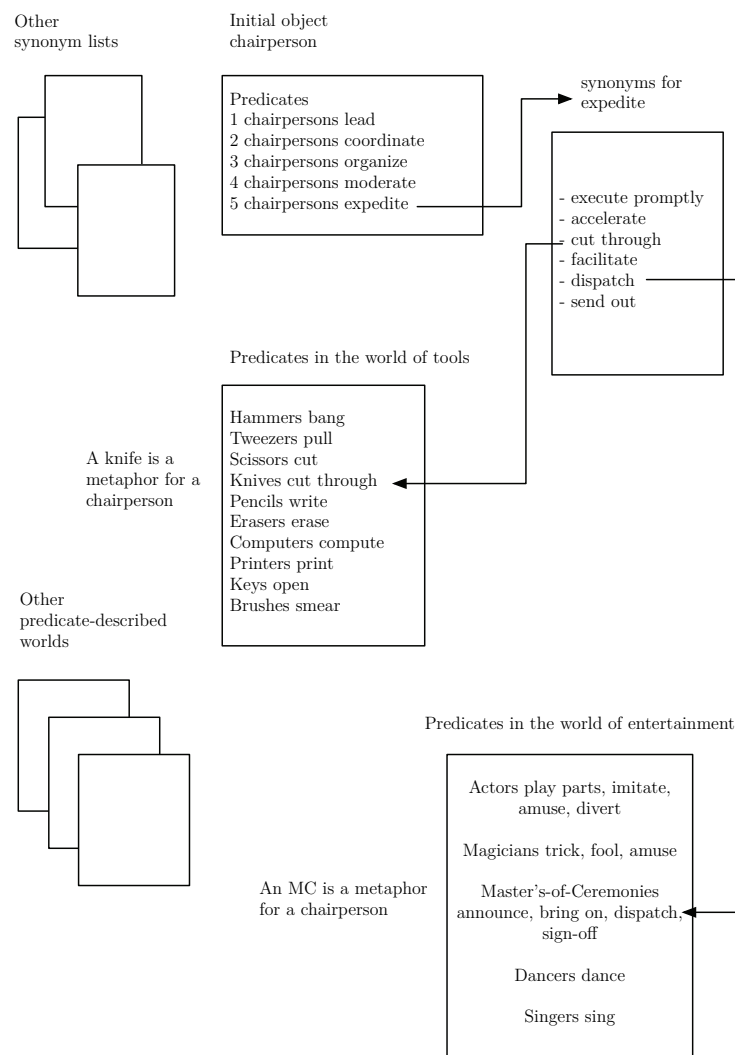 Other
synonym lists
Initial object
chairperson
Predicates
1 chairpersons lead
2 chairpersons coordinate
3 chairpersons organize
4 chairpersons moderate
5 chairpersons expedite
synonyms for
expedite
- execute promptly
- accelerate
- cut through
- facilitate
- dispatch
- send out
Predicates in the world of tools
A knife is a
metaphor for a
chairperson
Hammers bang
Tweezers pull
Scissors cut
Knives cut through
Pencils write
Erasers erase
Computers compute
Printers print
Keys open
Brushes smear
Other
predicate-described
worlds
Predicates in the world of entertainment
An MC is a metaphor
for a chairperson
Actors play parts, imitate,
amuse, divert
Magicians trick, fool, amuse
Master's-of-Ceremonies
announce, bring on, dispatch,
sign-off
Dancers dance
Singers sing